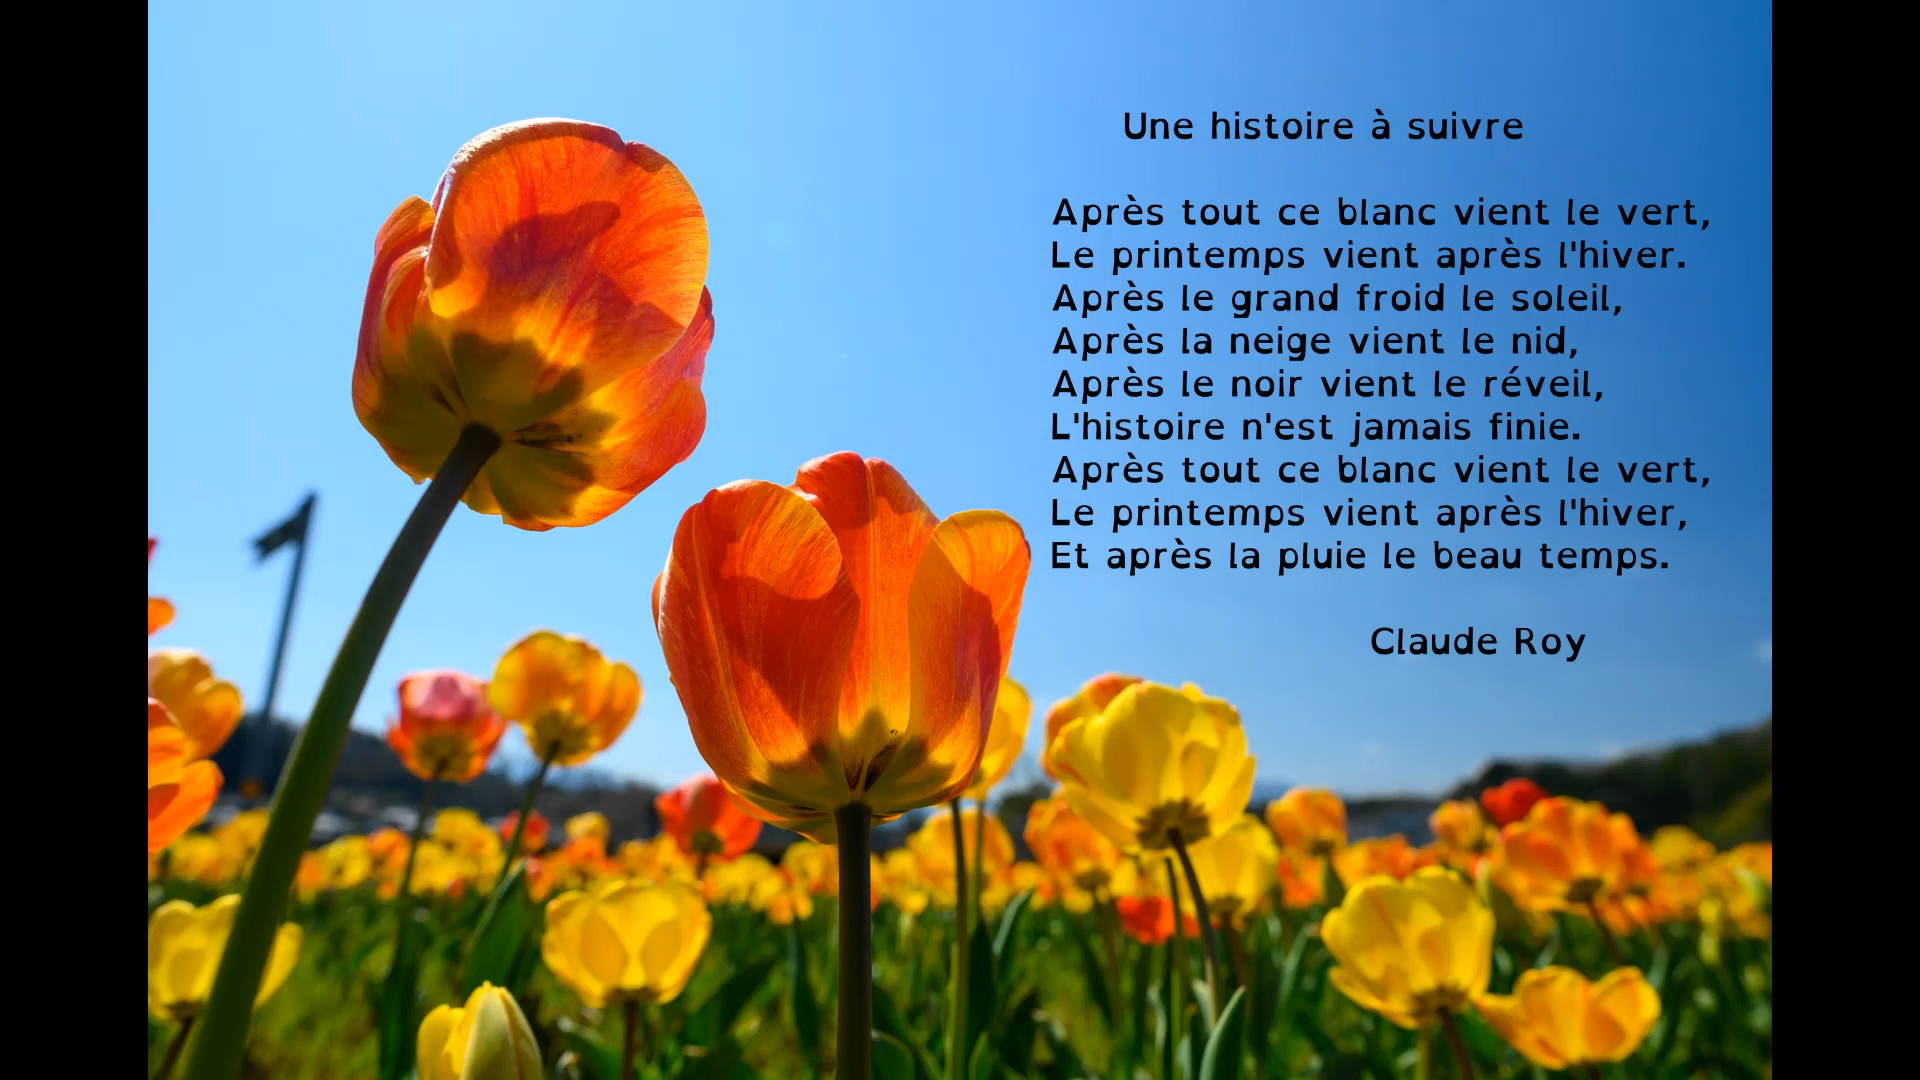 Une histoire à suivre
Après tout ce blanc vient le vert,
Le printemps vient après l'hiver.
Après le grand froid le soleil,
Après la neige vient le nid,
Après le noir vient le réveil,
L'histoire n'est jamais finie.
Après tout ce blanc vient le vert,
Le printemps vient après l'hiver,
Et après la pluie le beau temps.
Claude Roy